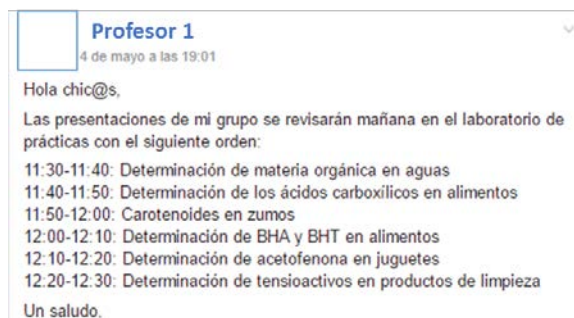 Profesor 1
4 de mayo a las 19:01
Hola chic@s,
Las presentaciones de mi grupo se revisarán mañana en el laboratorio de
prácticas con el siguiente orden:
11:30-11:40: Determinación de materia orgánica en aguas
11:40-11:50: Determinación de los ácidos carboxílicos en alimentos
11:50-12:00: Carotenoides en zumos
12:00-12:10: Determinación de BHA y BHT en alimentos
12:10-12:20: Determinación de acetofenona en juguetes
12:20-12:30: Determinación de tensioactivos en productos de limpieza
Un saludo,